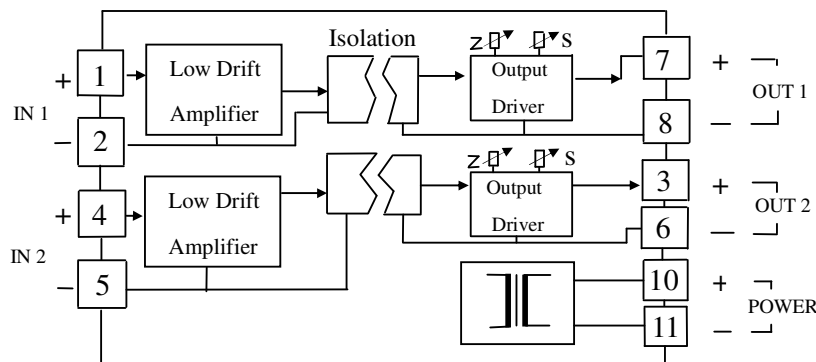 Isolation
Z S
+ 1 Low Drift Output 7 +
IN 1 Amplifier Driver OUT 1
− 2 8 −
Z S
+ 4 Low Drift Output 3 +
IN 2 Amplifier Driver 6 − OUT 2
− 5
10 +
POWER
11 −